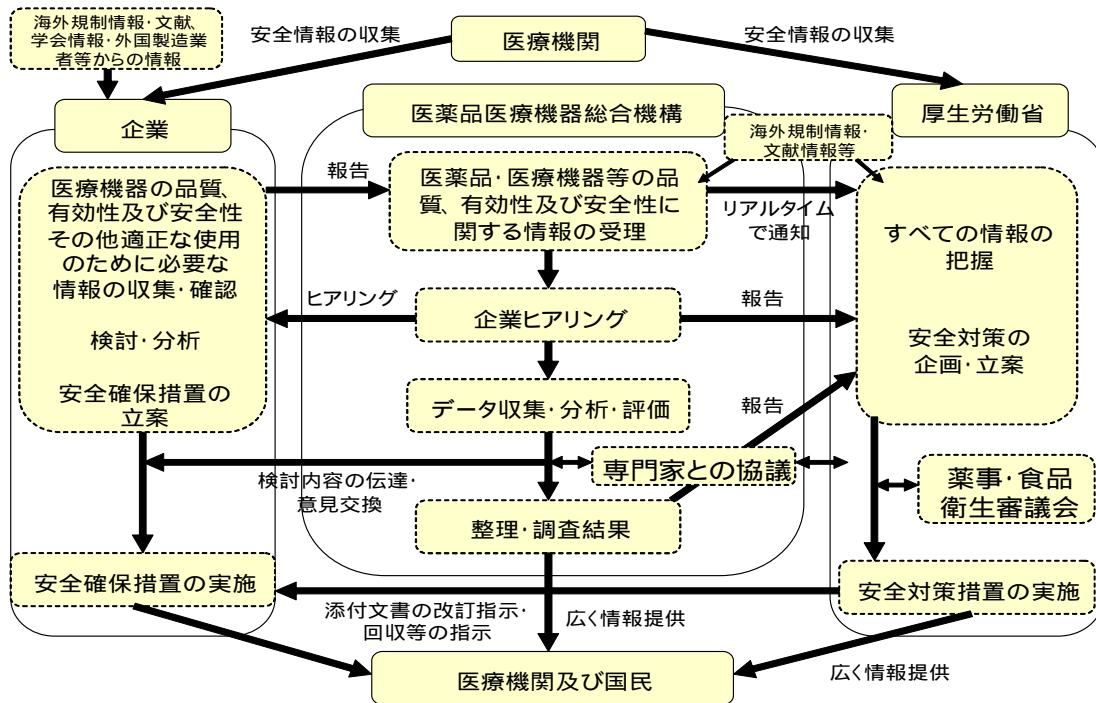 海外規制情報・文献、
学会情報・外国製造業
者等からの情報
安全情報の収集
医療機関
安全情報の収集
企業
医薬品医療機器総合機構
厚生労働省
海外規制情報・
文献情報等
医療機器の品質、
有効性及び安全性
その他適正な使用
のために必要な
情報の収集・確認
検討・分析
安全確保措置の
立案
報告
医薬品・医療機器等の品
質、有効性及び安全性に
関する情報の受理
リアルタイム
で通知
すべての情報の
把握
安全対策の
企画・立案
ヒアリング
企業ヒアリング
報告
データ収集・分析・評価
報告
検討内容の伝達・
意見交換
専門家との協議
薬事・食品
衛生審議会
整理・調査結果
安全確保措置の実施
安全対策措置の実施
添付文書の改訂指示・
回収等の指示
広く情報提供
医療機関及び国民
広く情報提供